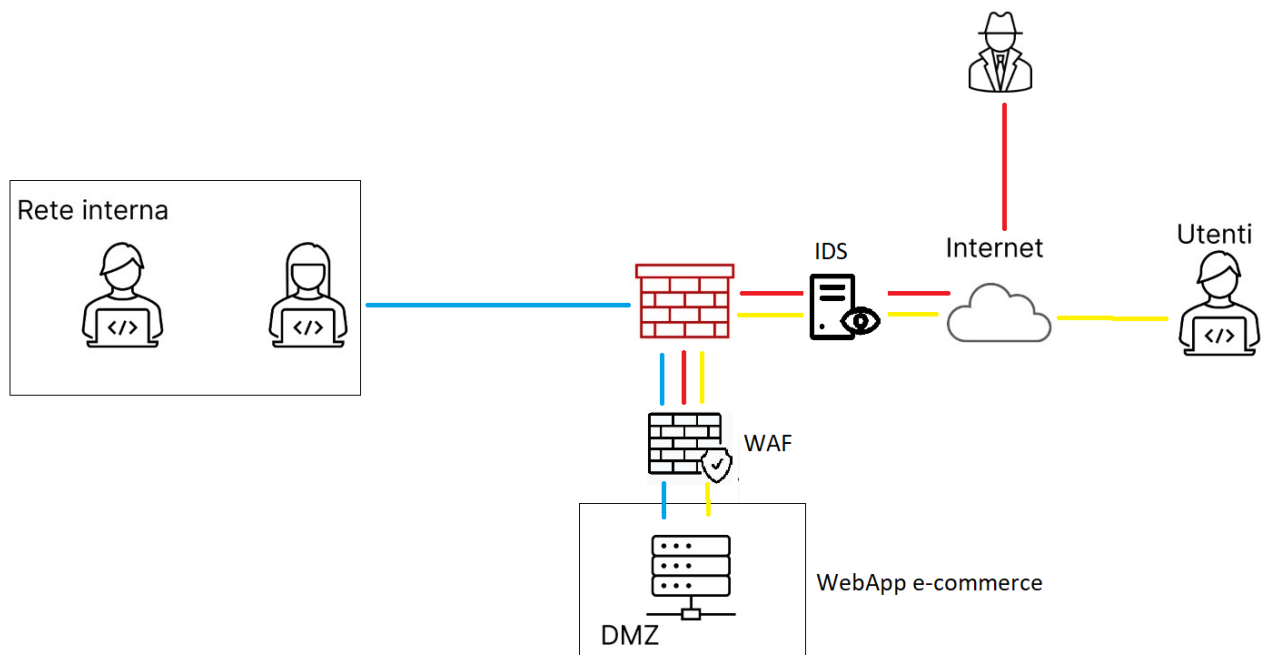 Rete interna
IDS
Internet
Utenti
</>
</>
</>
WAF
WebApp e-commerce
DMZ